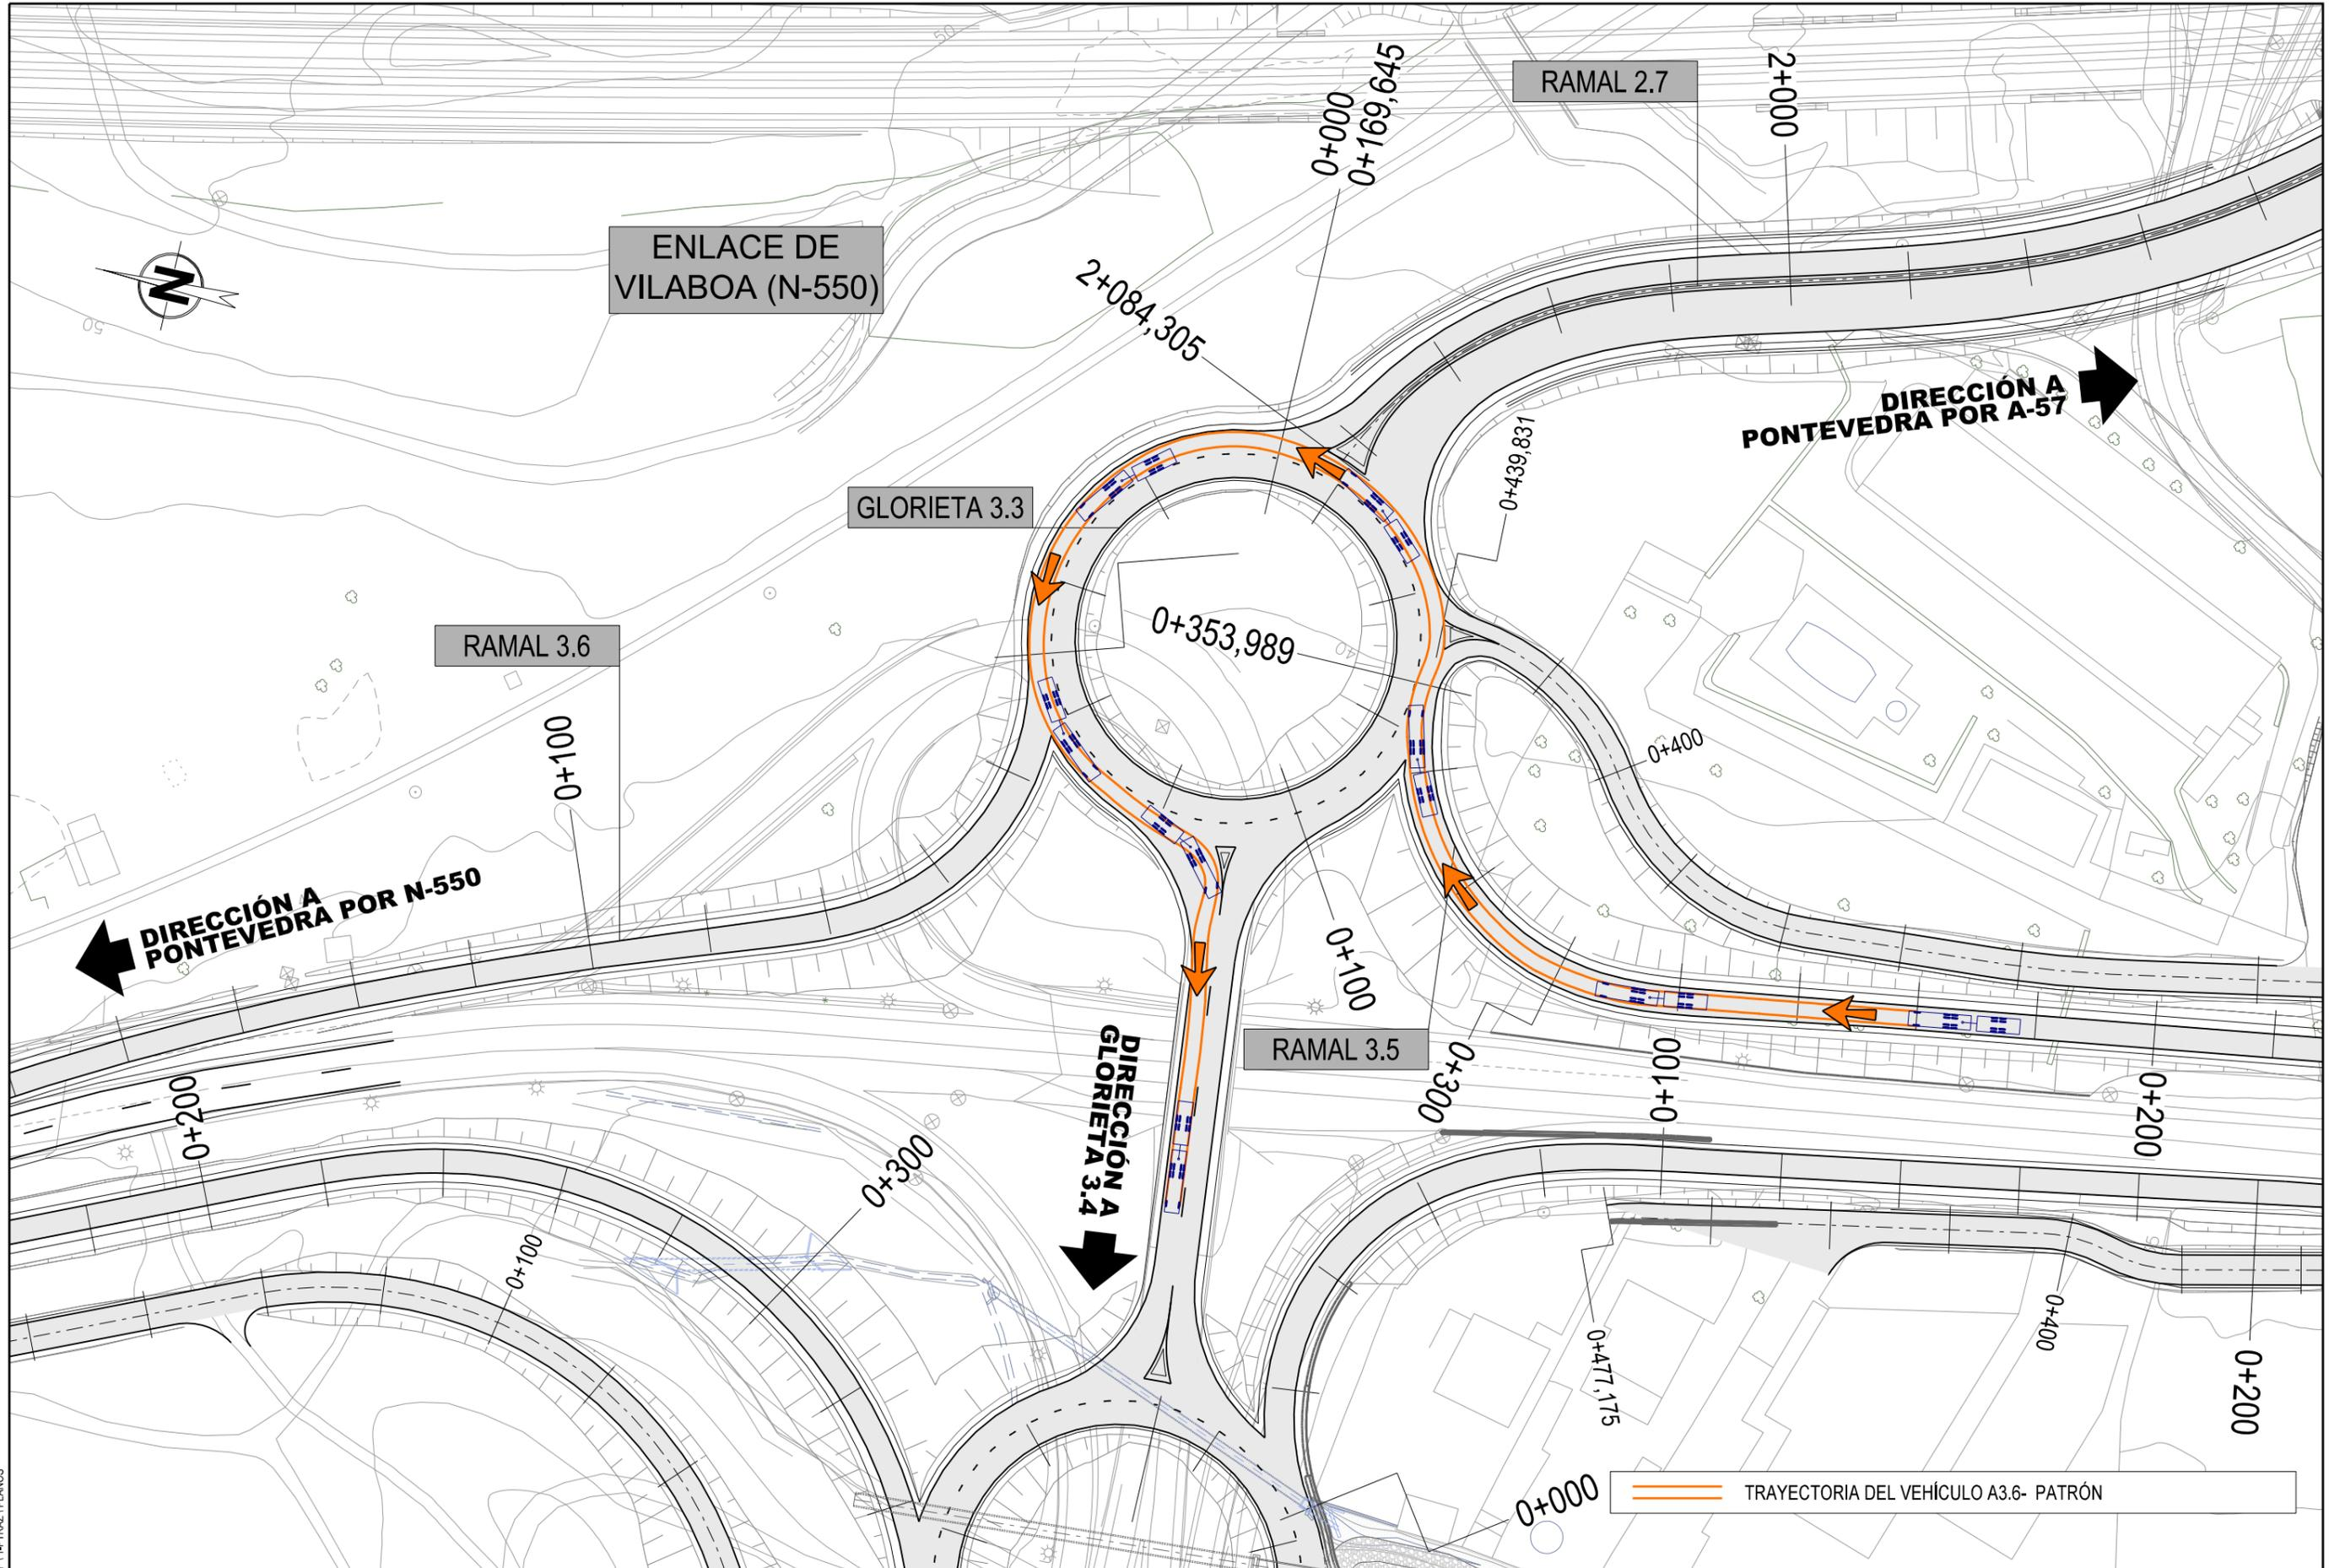 50
0+000
0+169,645
RAMAL 2.7
2+000
ENLACE DE
VILABOA (N-550)
N
50
2+084,305
DIRECCIÓN A
PONTEVEDRA POR A-57
0+439,831
GLORIETA 3.3
0+353,989
40
RAMAL 3.6
0+100
0+400
DIRECCIÓN A
PONTEVEDRA POR N-550
0+100
RAMAL 3.5
DIRECCIÓN A
GLORIETA 3.4
0+300
0+100
0+200
0+200
0+300
0+100
0+400
0+477,175
0+200
0+000
TRAYECTORIA DEL VEHÍCULO A3.6- PATRÓN